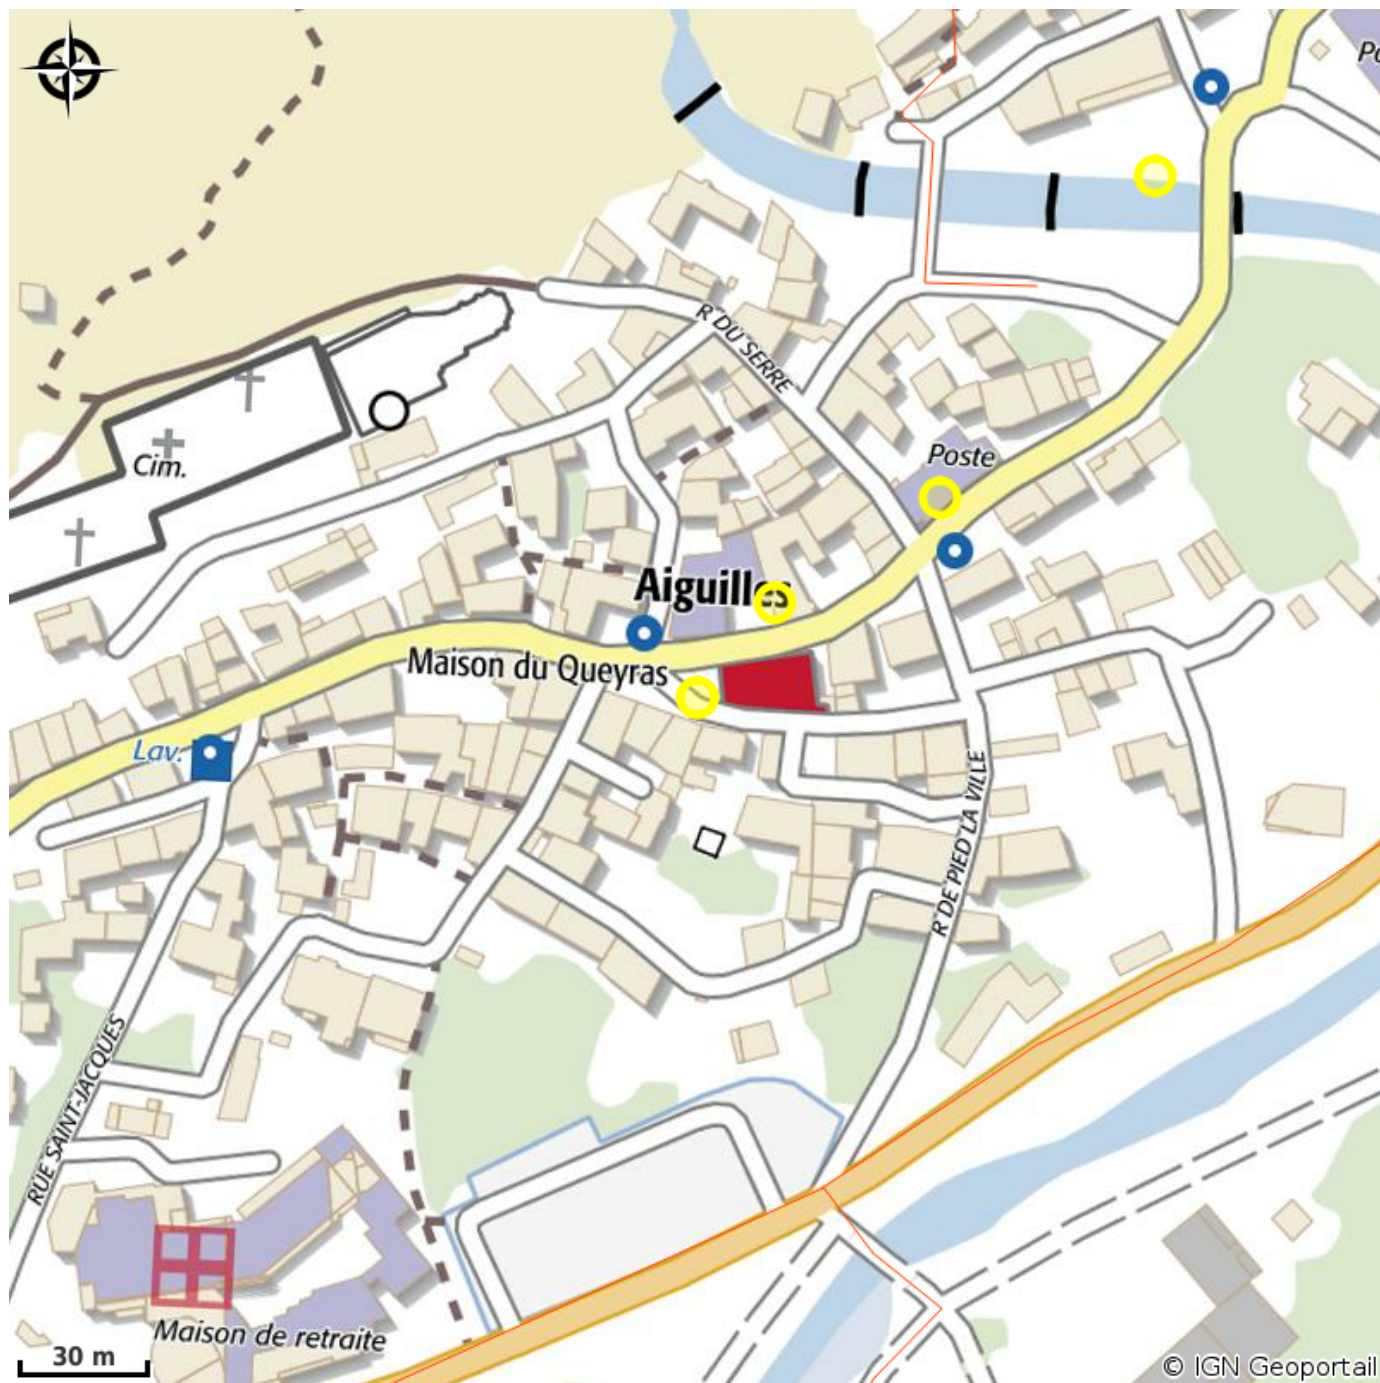 Po
R DU SERRE
Poste
Cim.
Aiguilles
Maison du Queyras
Lav.
R DE PIED LA VILLE
RUE SAINT-JACQUES
Maison de retraite
30 m
© IGN Geoportail